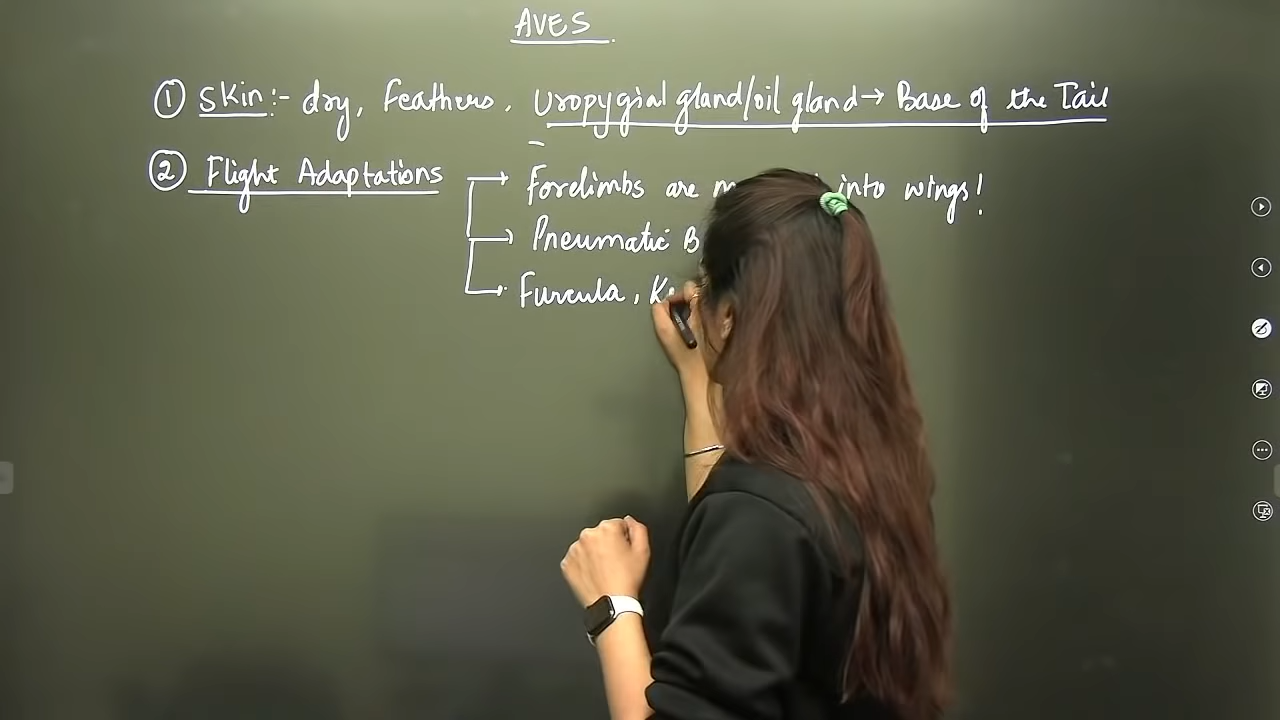 AVES
① Skin:- dry, Feathers, Uropygial gland/oil gland→ Base of the Tail
② Flight Adaptations → Forelimbs are into wings!
→ Pneumatic
→ Furcula,